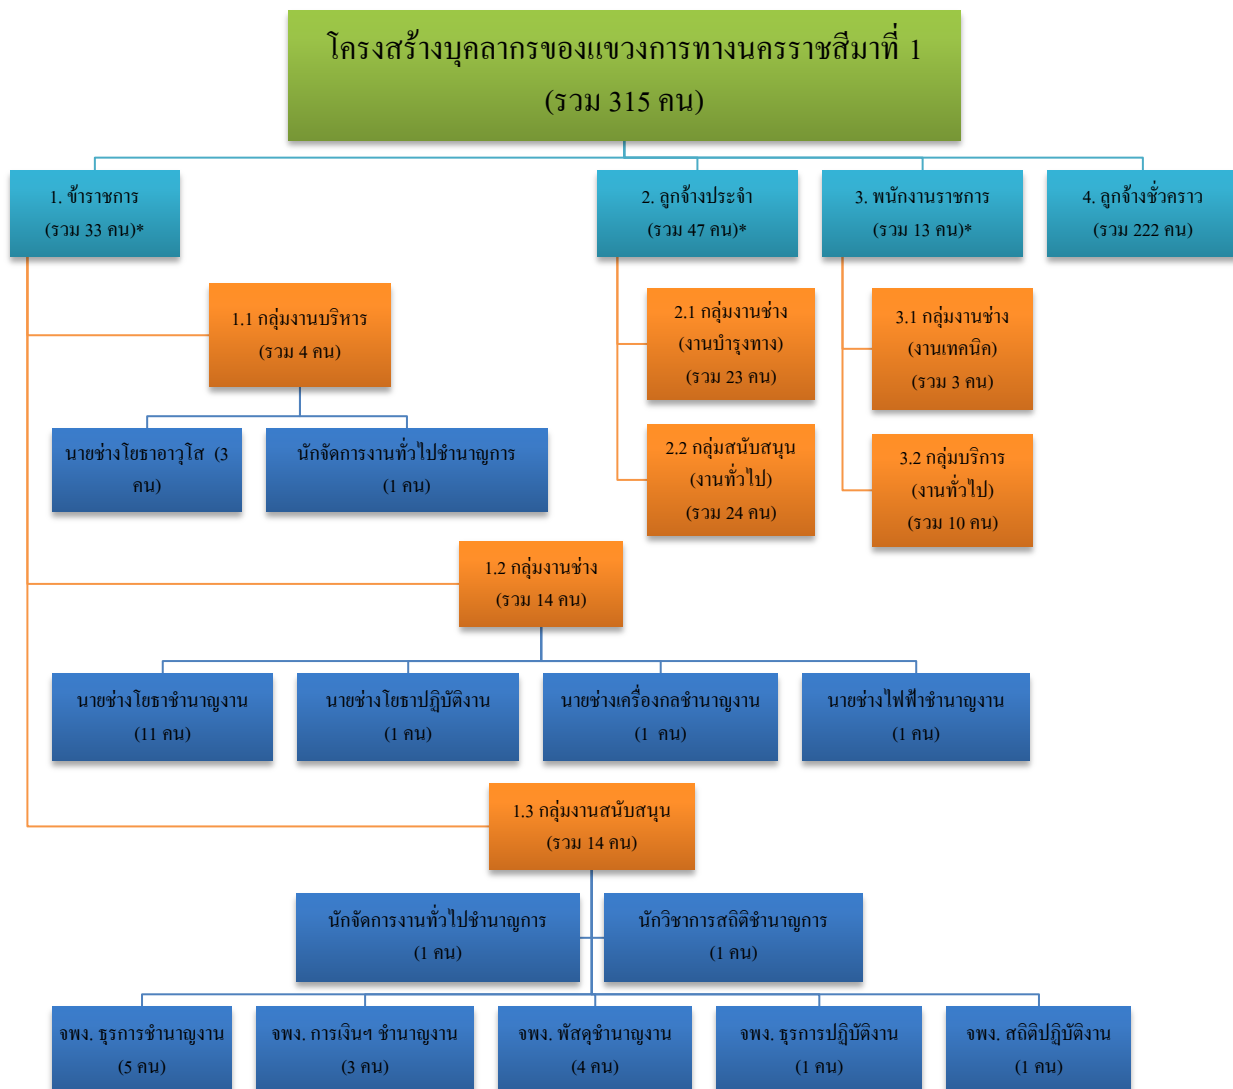 โครงสร้างบุคลากรของแขวงการทางนครราชสีมาที่ 1
(รวม 315 คน)
1. ข้าราชการ
(รวม 33 คน)*
2. ลูกจ้างประจำ
(รวม 47 คน)*
3. พนักงานราชการ
(รวม 13 คน)*
4. ลูกจ้างชั่วคราว
(รวม 222 คน)
1.1 กลุ่มงานบริหาร
(รวม 4 คน)
นายช่างโยธาอาวุโส (3
คน)
นักจัดการงานทั่วไปชำนาญการ
(1 คน)
2.1 กลุ่มงานช่าง
(งานบำรุงทาง)
(รวม 23 คน)
2.2 กลุ่มสนับสนุน
(งานทั่วไป)
(รวม 24 คน)
3.1 กลุ่มงานช่าง
(งานเทคนิค)
(รวม 3 คน)
3.2 กลุ่มบริการ
(งานทั่วไป)
(รวม 10 คน)
1.2 กลุ่มงานช่าง
(รวม 14 คน)
นายช่างโยธาชำนาญงาน
(11 คน)
นายช่างโยธาปฏิบัติงาน
(1 คน)
นายช่างเครื่องกลชำนาญงาน
(1 คน)
นายช่างไฟฟ้าชำนาญงาน
(1 คน)
1.3 กลุ่มงานสนับสนุน
(รวม 14 คน)
นักจัดการงานทั่วไปชำนาญการ
(1 คน)
นักวิชาการสถิติชำนาญการ
(1 คน)
จพง. ธุรการชำนาญงาน
(5 คน)
จพง. การเงินฯ ชำนาญงาน
(3 คน)
จพง. พัสดุชำนาญงาน
(4 คน)
จพง. ธุรการปฏิบัติงาน
(1 คน)
จพง. สถิติปฏิบัติงาน
(1 คน)